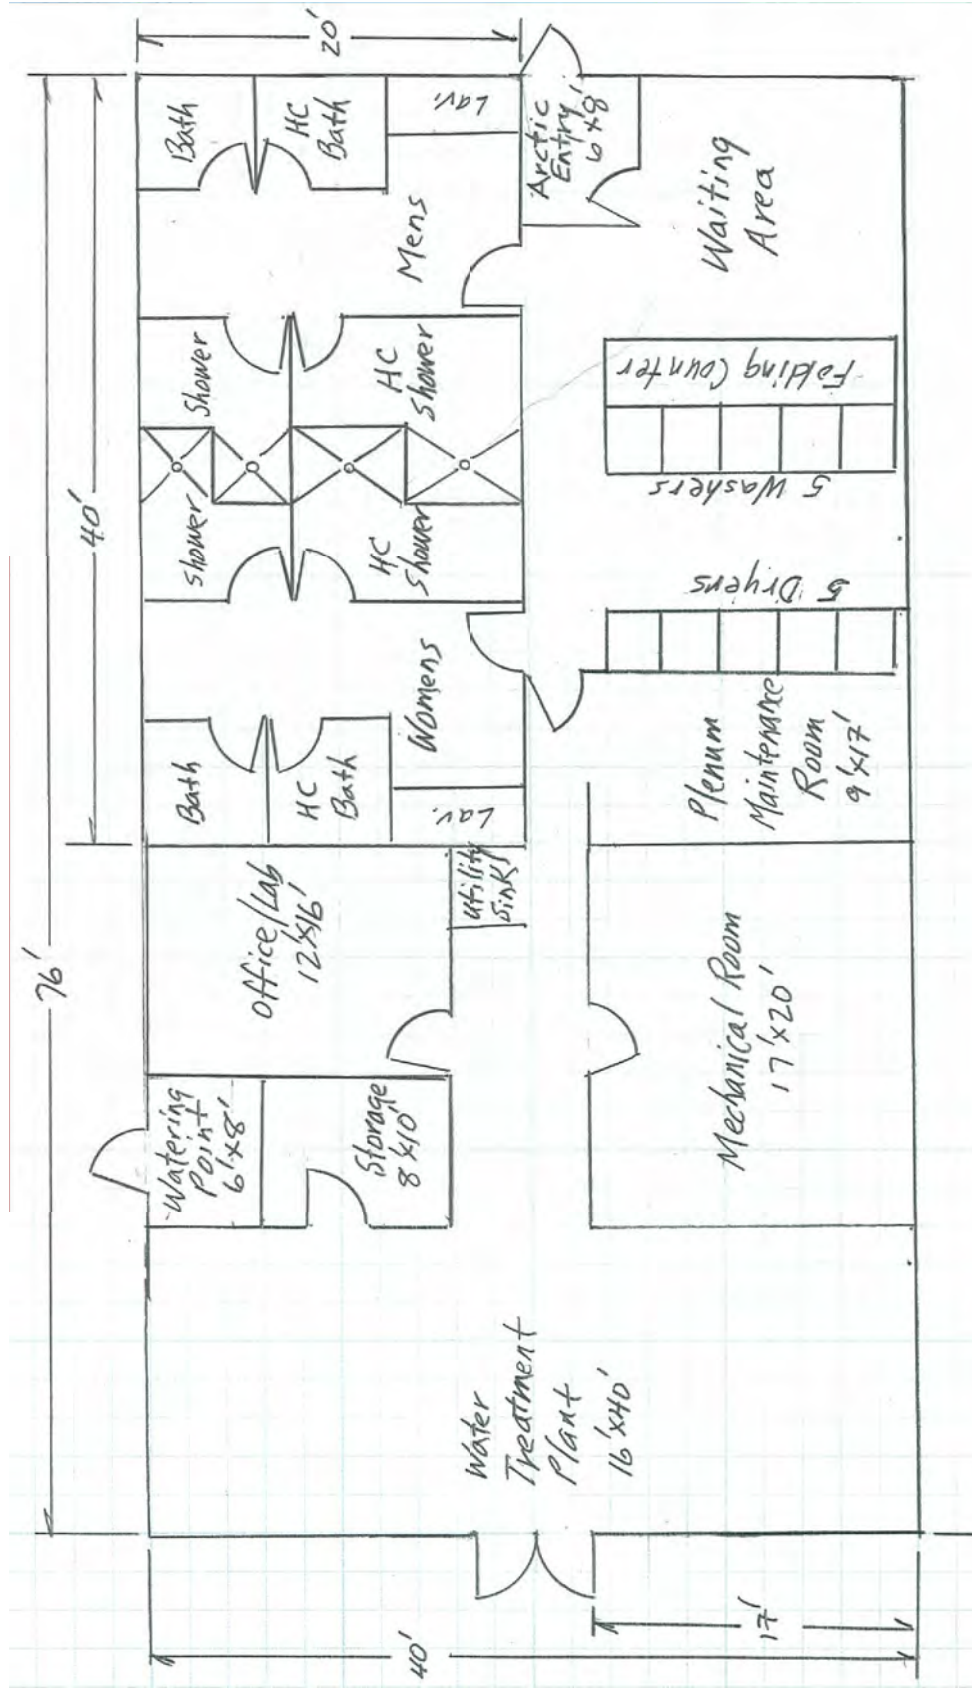 76'
40'
20'
Watering
Point
6'x8'
Office/Lab
12'x16'
Storage
8'x10'
Utility
Sink
Bath
HC
Bath
Lav.
Womens
Shower
HC
Shower
Shower
HC
Shower
Mens
Bath
HC
Bath
Lav.
Arctic
Entry
6'x8'
Water
Treatment
Plant
16'x40'
Mechanical Room
17'x20'
Plenum
Maintenance
Room
9'x17'
5 Dryers
5 Washers
Folding Counter
Waiting
Area
40'
17'